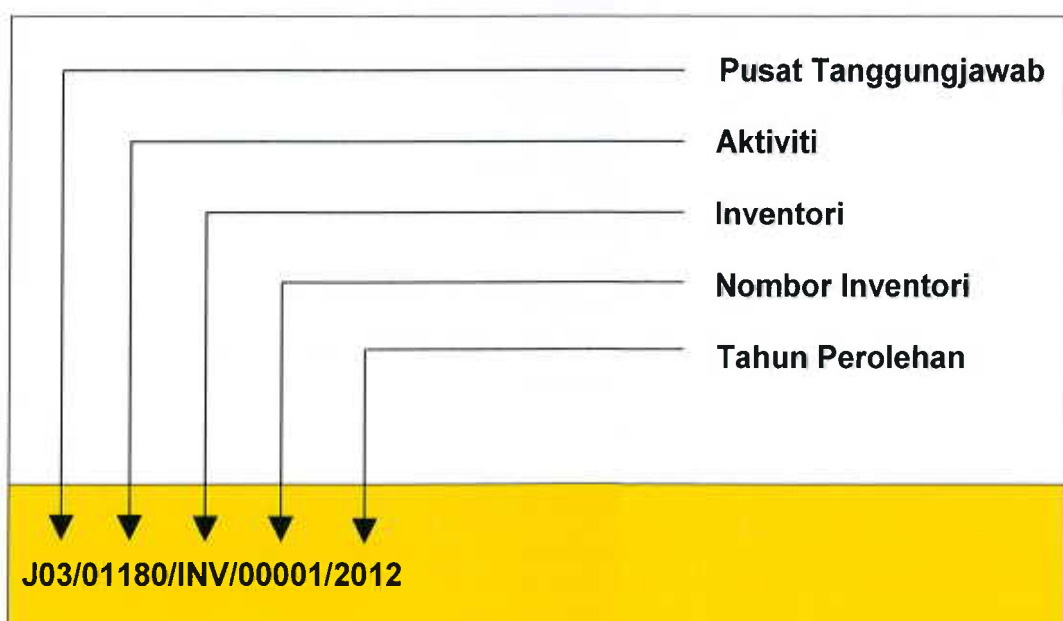 Pusat Tanggungjawab
Aktiviti
Inventori
Nombor Inventori
Tahun Perolehan
J03/01180/INV/00001/2012